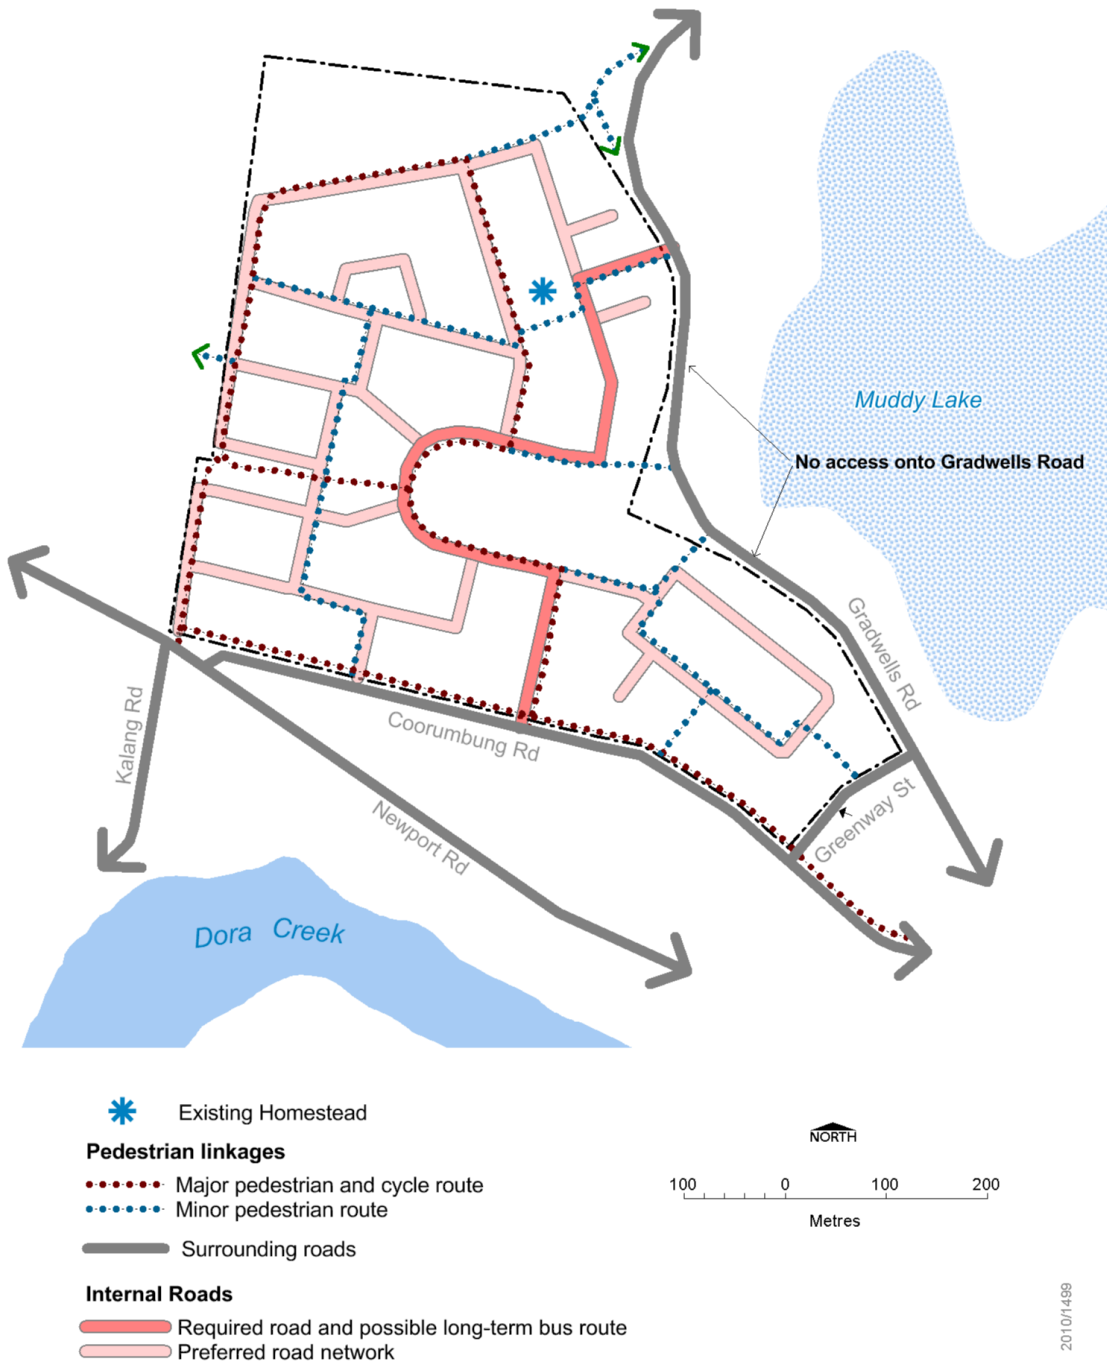 Muddy Lake
No access onto Gradwells Road
Gradwells Rd
Kalang Rd
Coorumbung Rd
Newport Rd
Greenway St
Dora Creek
Existing Homestead
Pedestrian linkages
Major pedestrian and cycle route
Minor pedestrian route
Surrounding roads
Internal Roads
Required road and possible long-term bus route
Preferred road network
NORTH
100 0 100 200
Metres
2010/1499